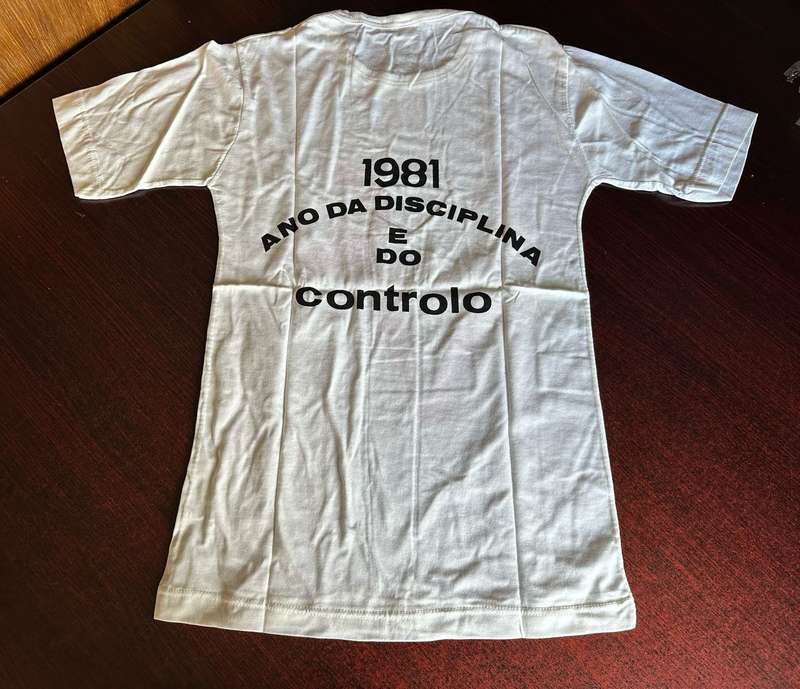 1981
ANO DA DISCIPLINA
E
DO
controlo